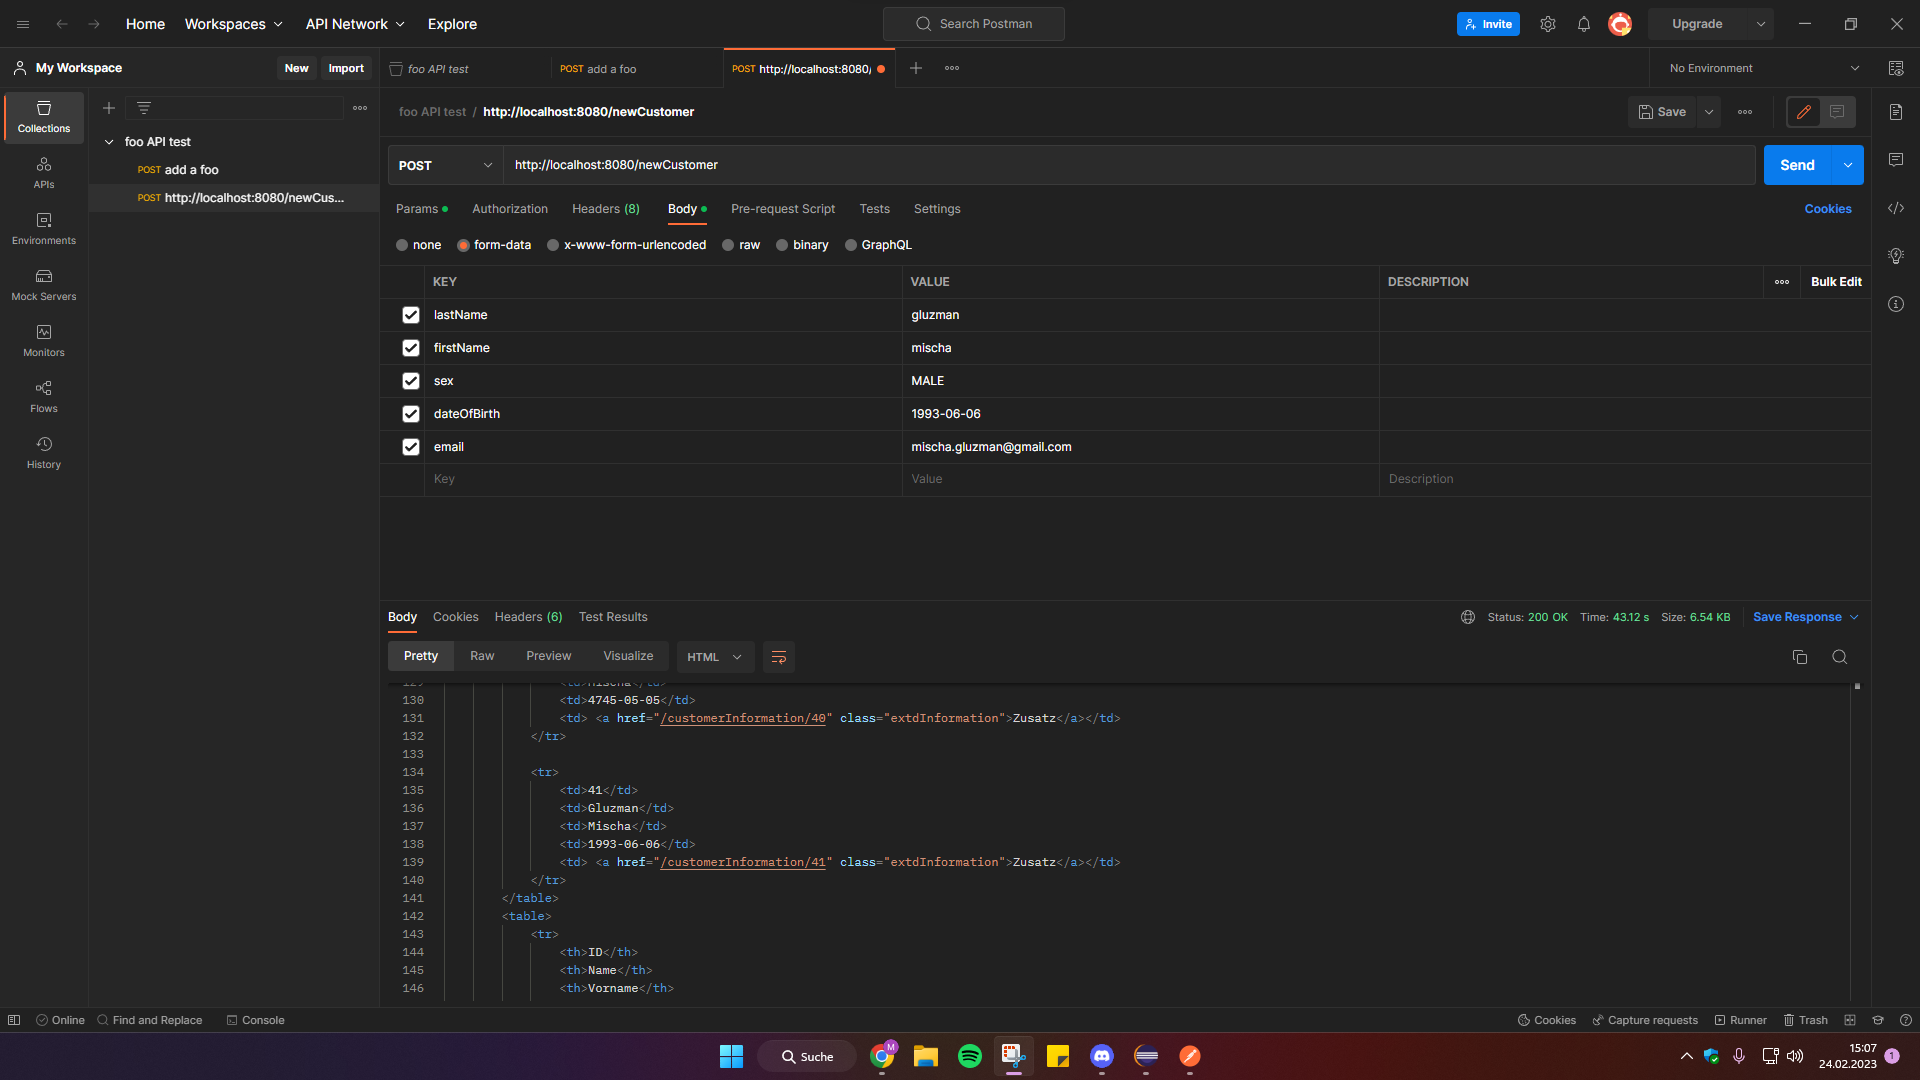 Home Workspaces API Network Explore Search Postman Invite Upgrade
My Workspace New Import foo API test POST add a foo POST http://localhost:8080/ No Environment
foo API test / http://localhost:8080/newCustomer Save
Collections
foo API test
POST add a foo
POST http://localhost:8080/newCus...
APIs
Environments
Mock Servers
Monitors
Flows
History
POST http://localhost:8080/newCustomer Send
Params Authorization Headers (8) Body Pre-request Script Tests Settings Cookies
none form-data x-www-form-urlencoded raw binary GraphQL
KEY VALUE DESCRIPTION Bulk Edit
lastName gluzman
firstName mischa
sex MALE
dateOfBirth 1993-06-06
email mischa.gluzman@gmail.com
Key Value Description
Body Cookies Headers (6) Test Results Status: 200 OK Time: 43.12 s Size: 6.54 KB Save Response
Pretty Raw Preview Visualize HTML
129 <td>Mischa</td>
130 <td>4745-05-05</td>
131 <td> <a href="/customerInformation/40" class="extdInformation">Zusatz</a></td>
132 </tr>
133
134 <tr>
135 <td>41</td>
136 <td>Gluzman</td>
137 <td>Mischa</td>
138 <td>1993-06-06</td>
139 <td> <a href="/customerInformation/41" class="extdInformation">Zusatz</a></td>
140 </tr>
141 </table>
142 <table>
143 <tr>
144 <th>ID</th>
145 <th>Name</th>
146 <th>Vorname</th>
Online Find and Replace Console Cookies Capture requests Runner Trash
Suche M 15:07 1
24.02.2023